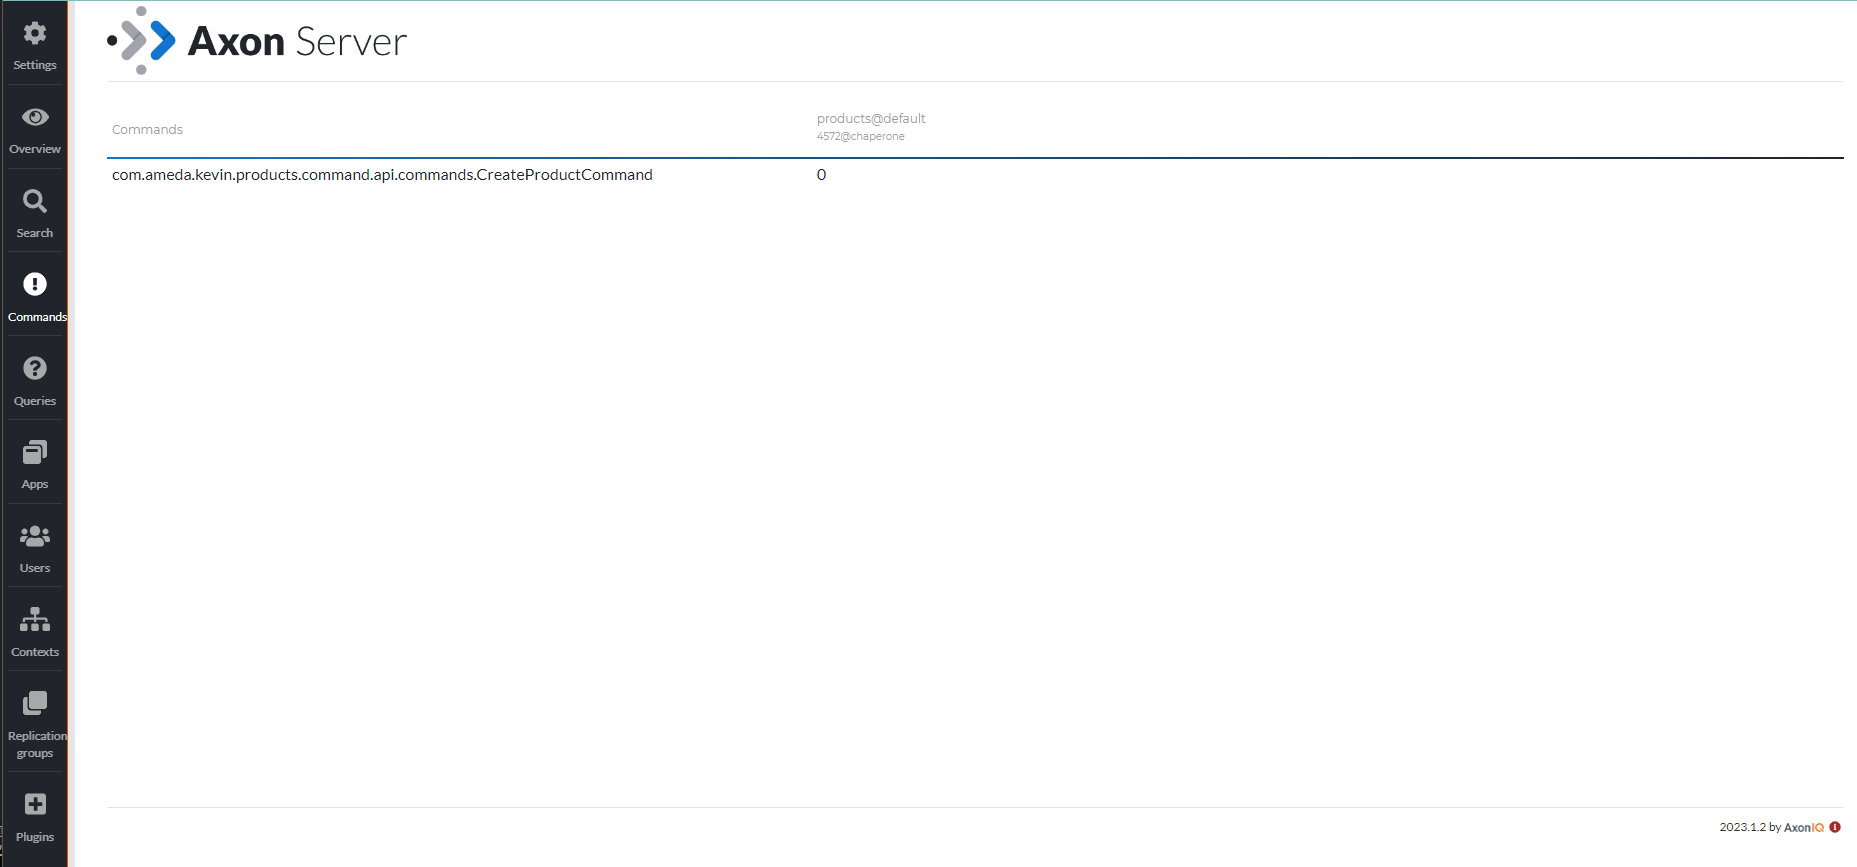 Settings
Overview
Search
Commands
Queries
Apps
Users
Contexts
Replication
groups
Plugins
Axon Server
Commands
products@default
4572@chaperone
com.ameda.kevin.products.command.api.commands.CreateProductCommand 0
2023.1.2 by AxonIQ